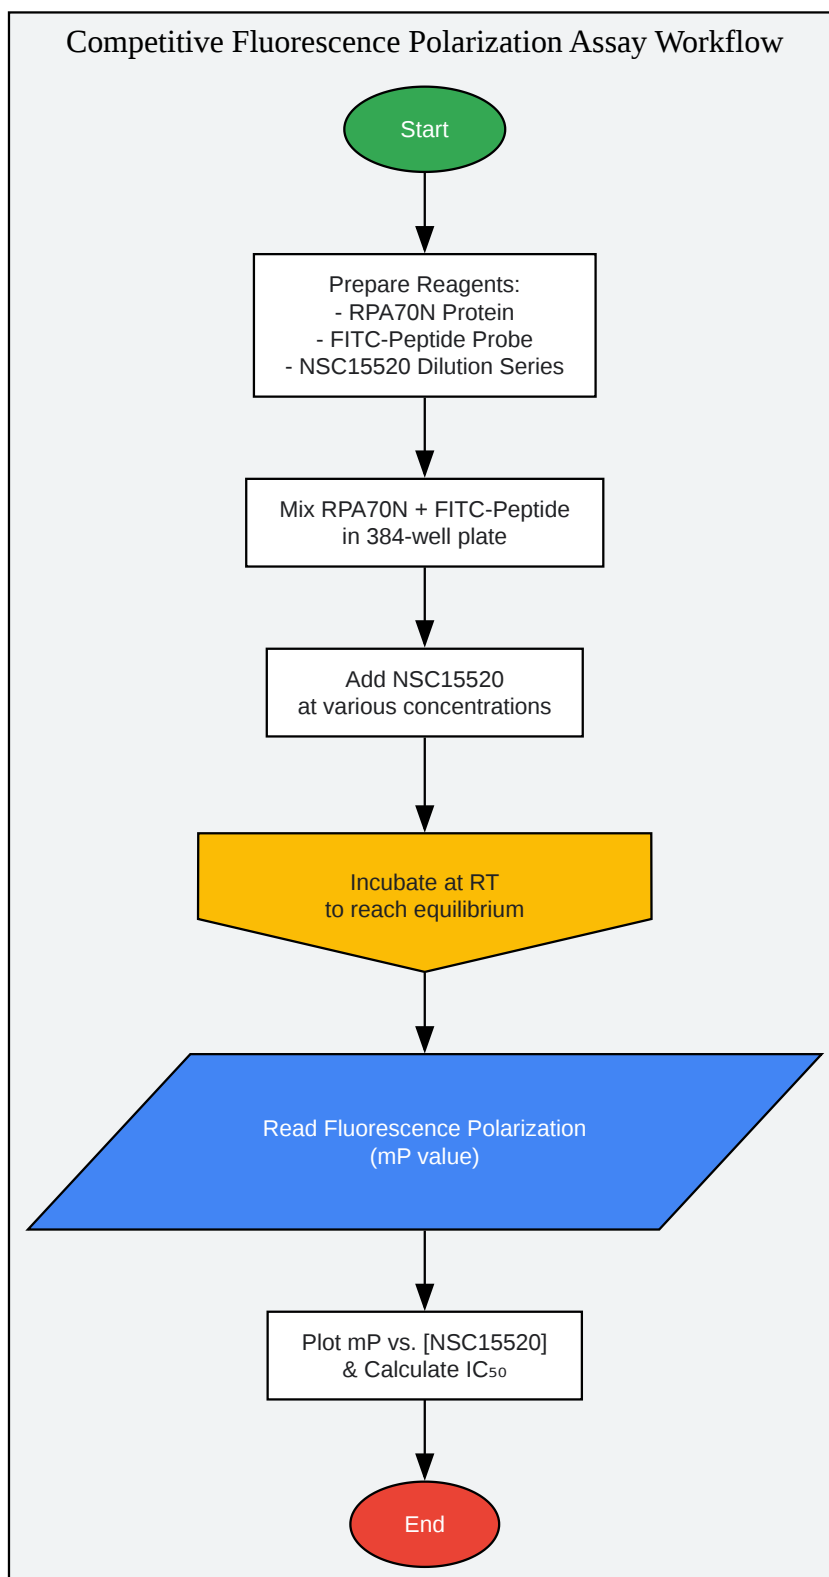 Competitive Fluorescence Polarization Assay Workflow
Start
Prepare Reagents:
- RPA70N Protein
- FITC-Peptide Probe
- NSC15520 Dilution Series
Mix RPA70N + FITC-Peptide
in 384-well plate
Add NSC15520
at various concentrations
Incubate at RT
to reach equilibrium
Read Fluorescence Polarization
(mP value)
Plot mP vs. [NSC15520]
& Calculate IC₅₀
End